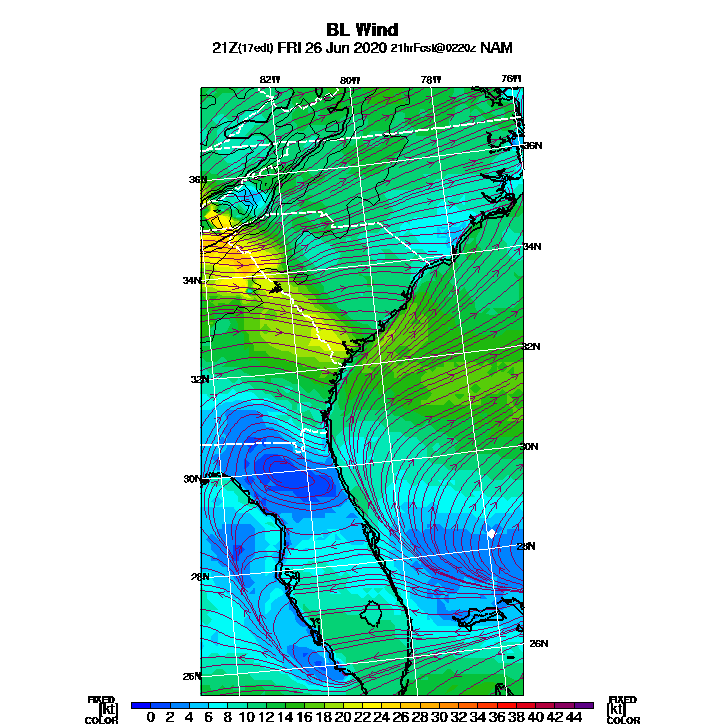 BL Wind
21Z(17edt) FRI 26 Jun 2020 21hrFcst@0220z NAM
82W 80W 78W 76W
36N
36N
34N
34N
32N
32N
30N
30N
28N
28N
26N
26N
FIXED FIXED
[kt] 0 2 4 6 8 10 12 14 16 18 20 22 24 26 28 30 32 34 36 38 40 42 44 [kt]
COLOR COLOR